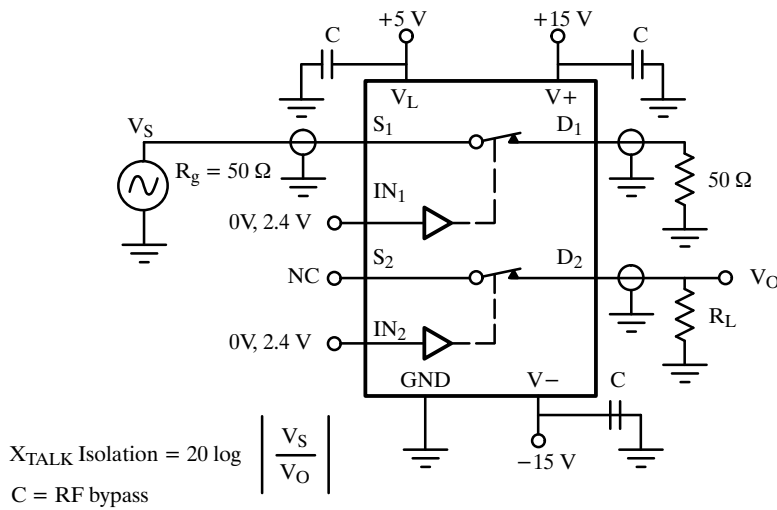 +5 V
+15 V
C
C
V_L
V+
V_S
S_1
D_1
R_g = 50 Ω
IN_1
50 Ω
0V, 2.4 V
S_2
D_2
NC
V_O
R_L
IN_2
0V, 2.4 V
GND
V−
C
−15 V
X_TALK Isolation = 20 log | V_S / V_O |
C = RF bypass